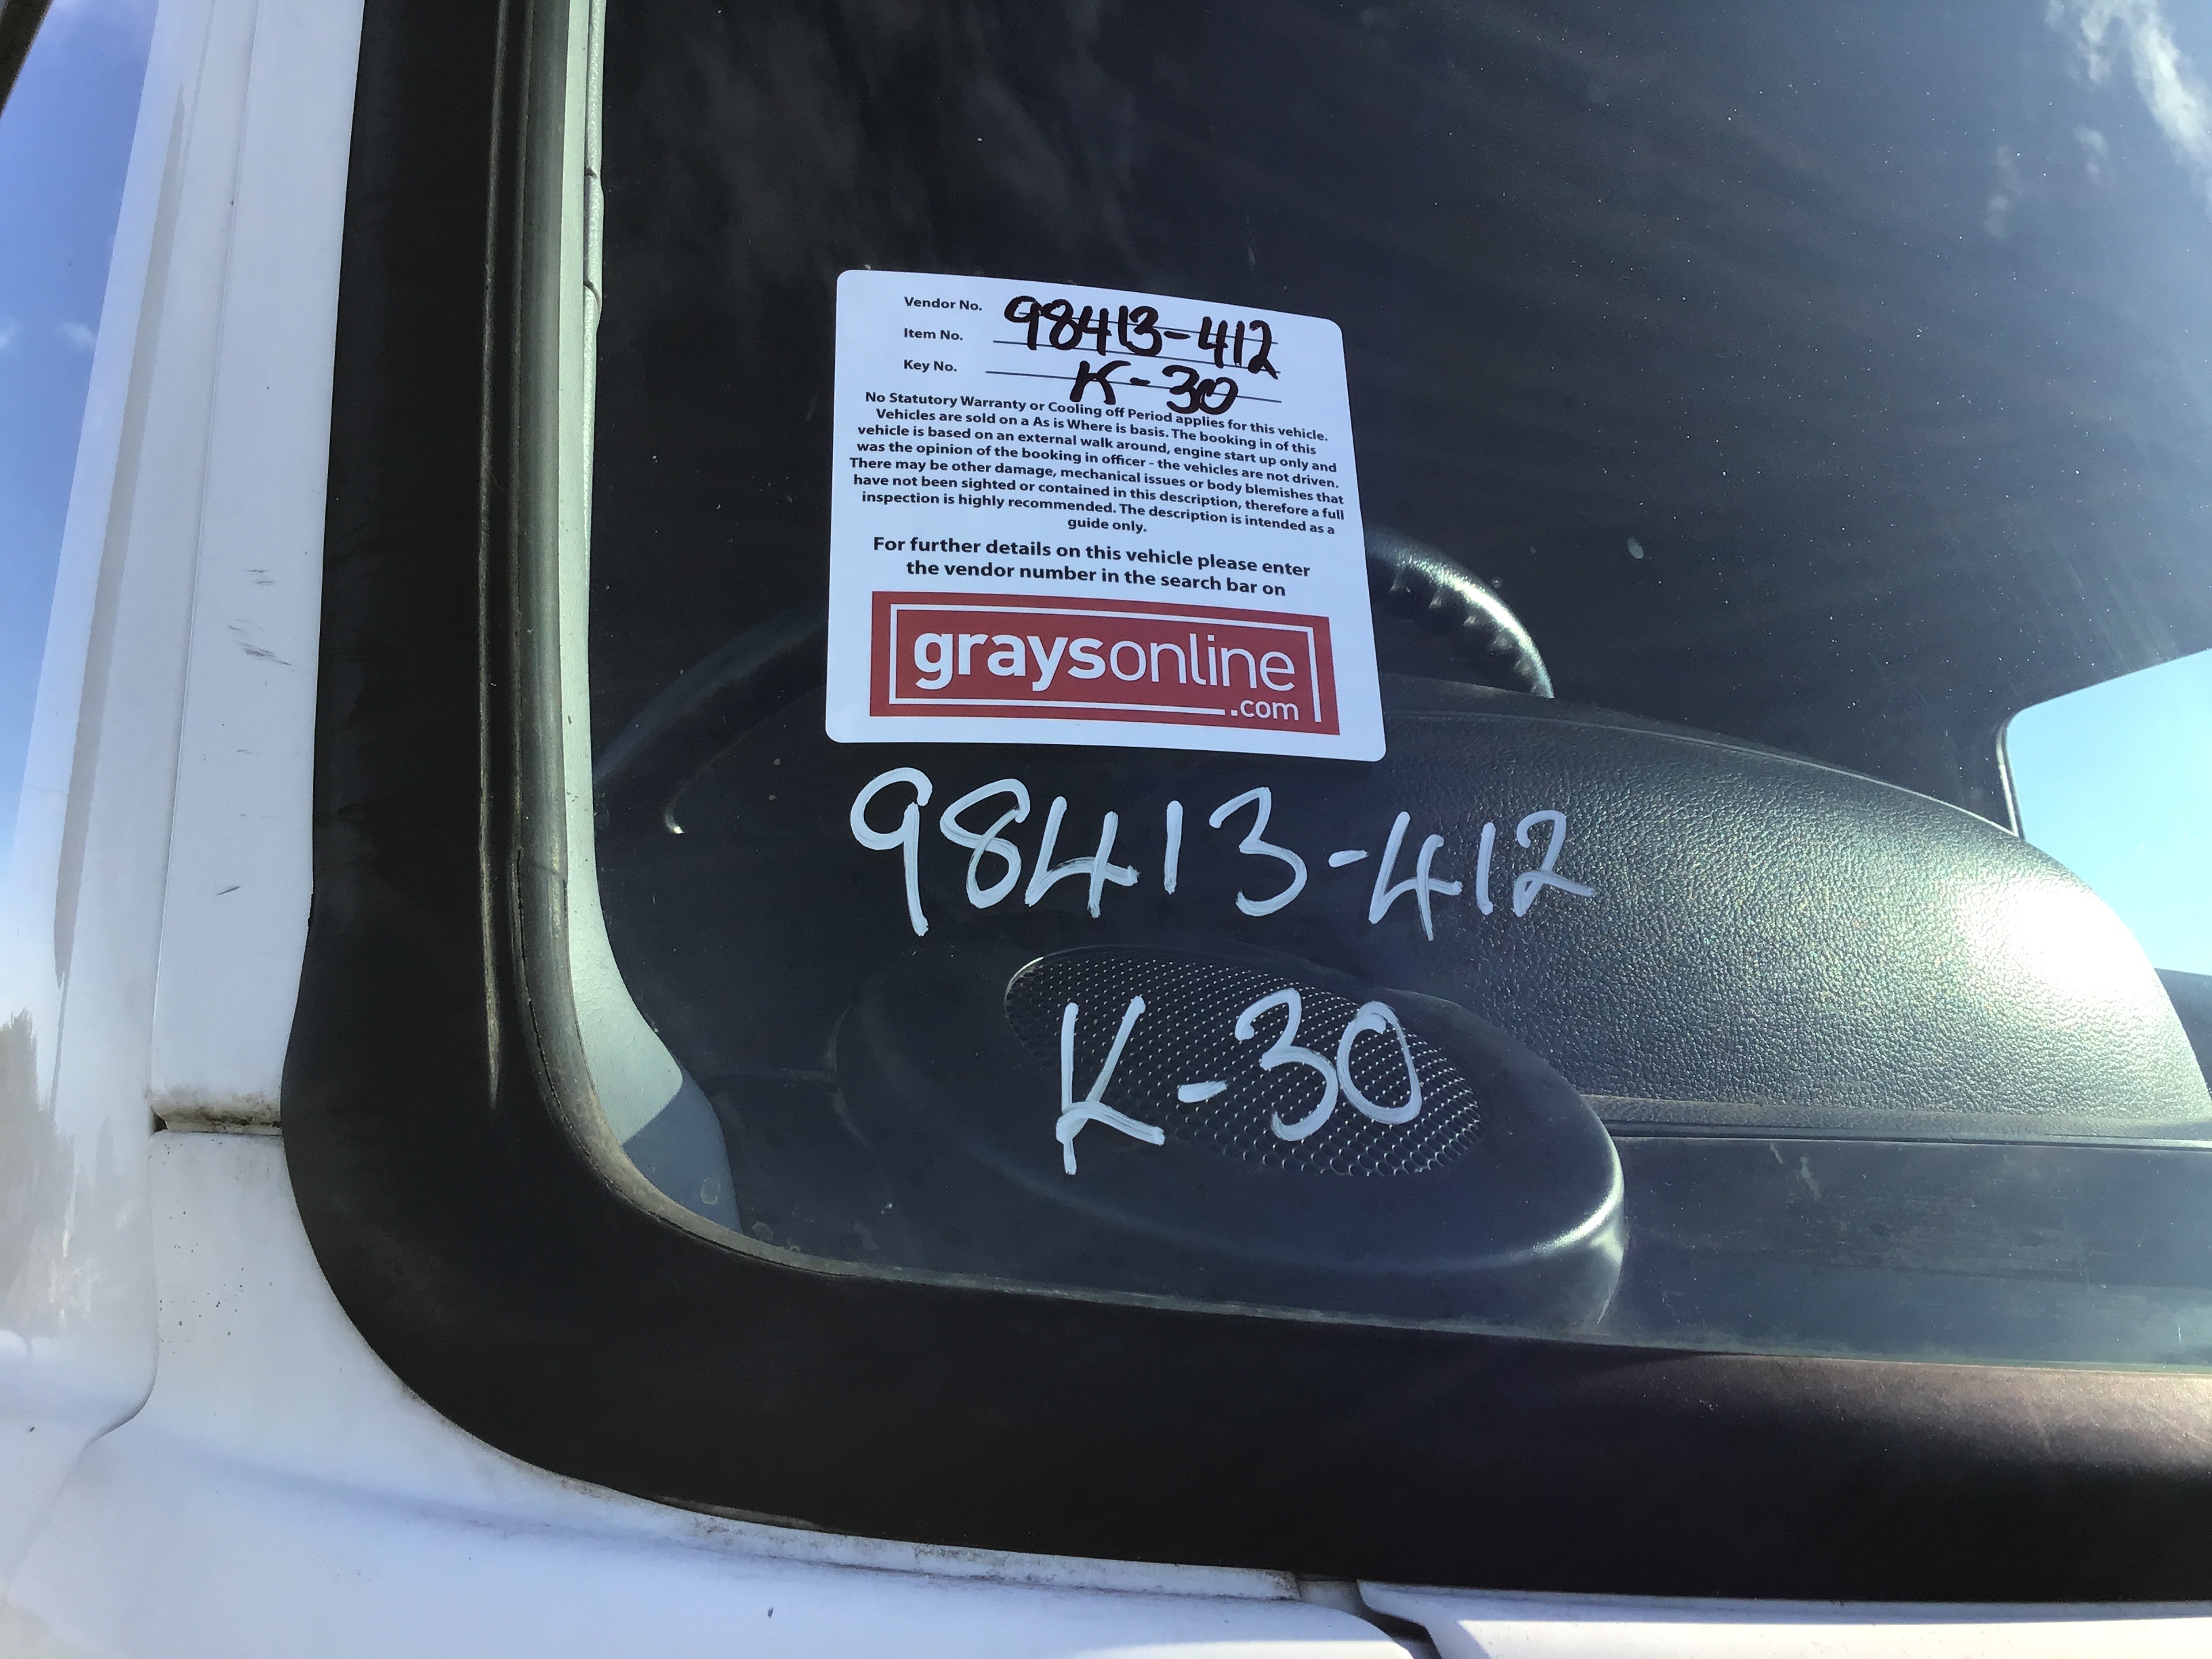 Vendor No. 98413-412
Item No.
Key No. K-30
No Statutory Warranty or Cooling off Period applies for this vehicle.
Vehicles are sold on a As is Where is basis. The booking in of this
vehicle is based on an external walk around, engine start up only and
was the opinion of the booking in officer - the vehicles are not driven.
There may be other damage, mechanical issues or body blemishes that
have not been sighted or contained in this description, therefore a full
inspection is highly recommended. The description is intended as a
guide only.
For further details on this vehicle please enter
the vendor number in the search bar on
graysonline
.com
98413-412
K-30